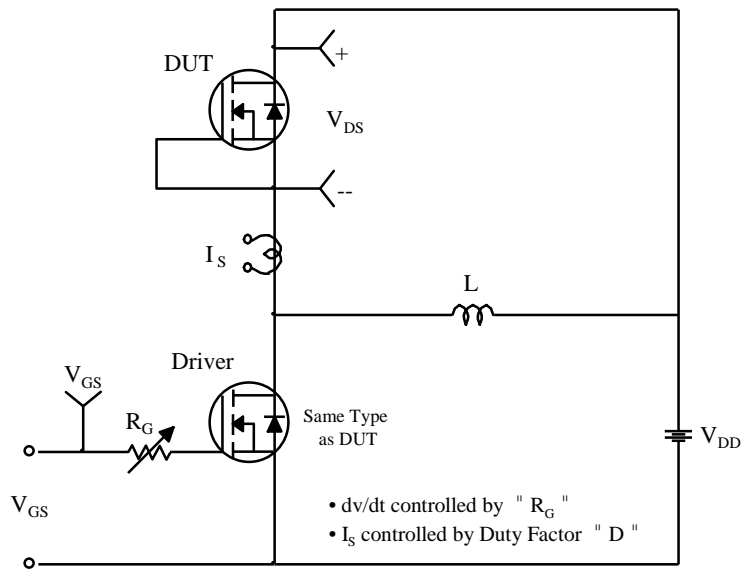 +
DUT
V_DS
--
I_S
L
Driver
V_GS
R_G
Same Type
as DUT
V_DD
V_GS
• dv/dt controlled by " R_G "
• I_S controlled by Duty Factor " D "